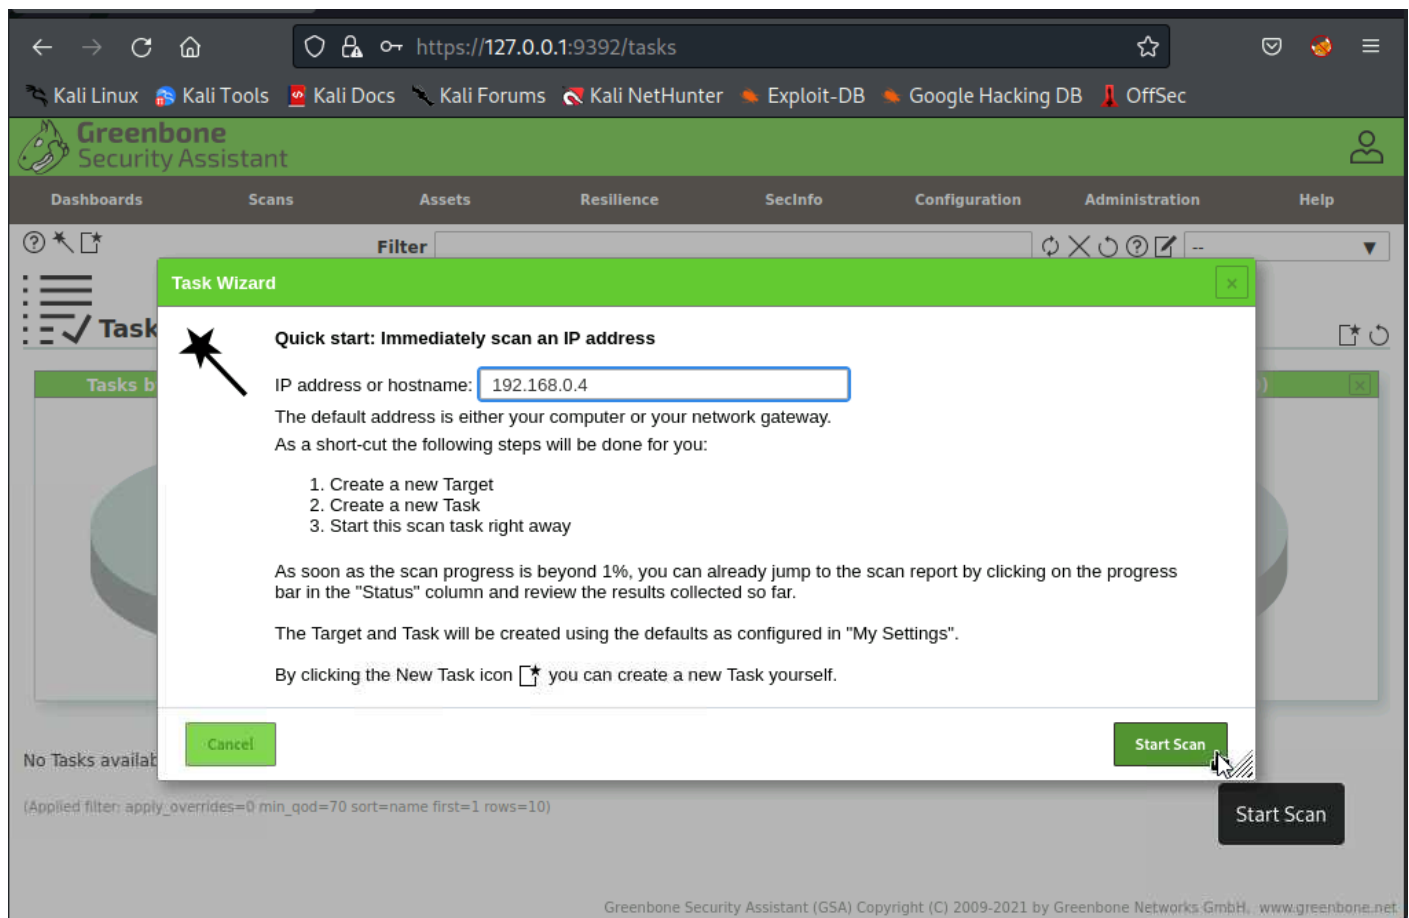 https://127.0.0.1:9392/tasks
Kali Linux Kali Tools Kali Docs Kali Forums Kali NetHunter Exploit-DB Google Hacking DB OffSec
Greenbone
Security Assistant
Dashboards Scans Assets Resilience SecInfo Configuration Administration Help
Filter --
Task Wizard
Task
Quick start: Immediately scan an IP address
Tasks b
)
IP address or hostname: 192.168.0.4
The default address is either your computer or your network gateway.
As a short-cut the following steps will be done for you:
1. Create a new Target
2. Create a new Task
3. Start this scan task right away
As soon as the scan progress is beyond 1%, you can already jump to the scan report by clicking on the progress
bar in the "Status" column and review the results collected so far.
The Target and Task will be created using the defaults as configured in "My Settings".
By clicking the New Task icon you can create a new Task yourself.
Cancel Start Scan
No Tasks availab
(Applied filter: apply_overrides=0 min_qod=70 sort=name first=1 rows=10)
Start Scan
Greenbone Security Assistant (GSA) Copyright (C) 2009-2021 by Greenbone Networks GmbH, www.greenbone.net